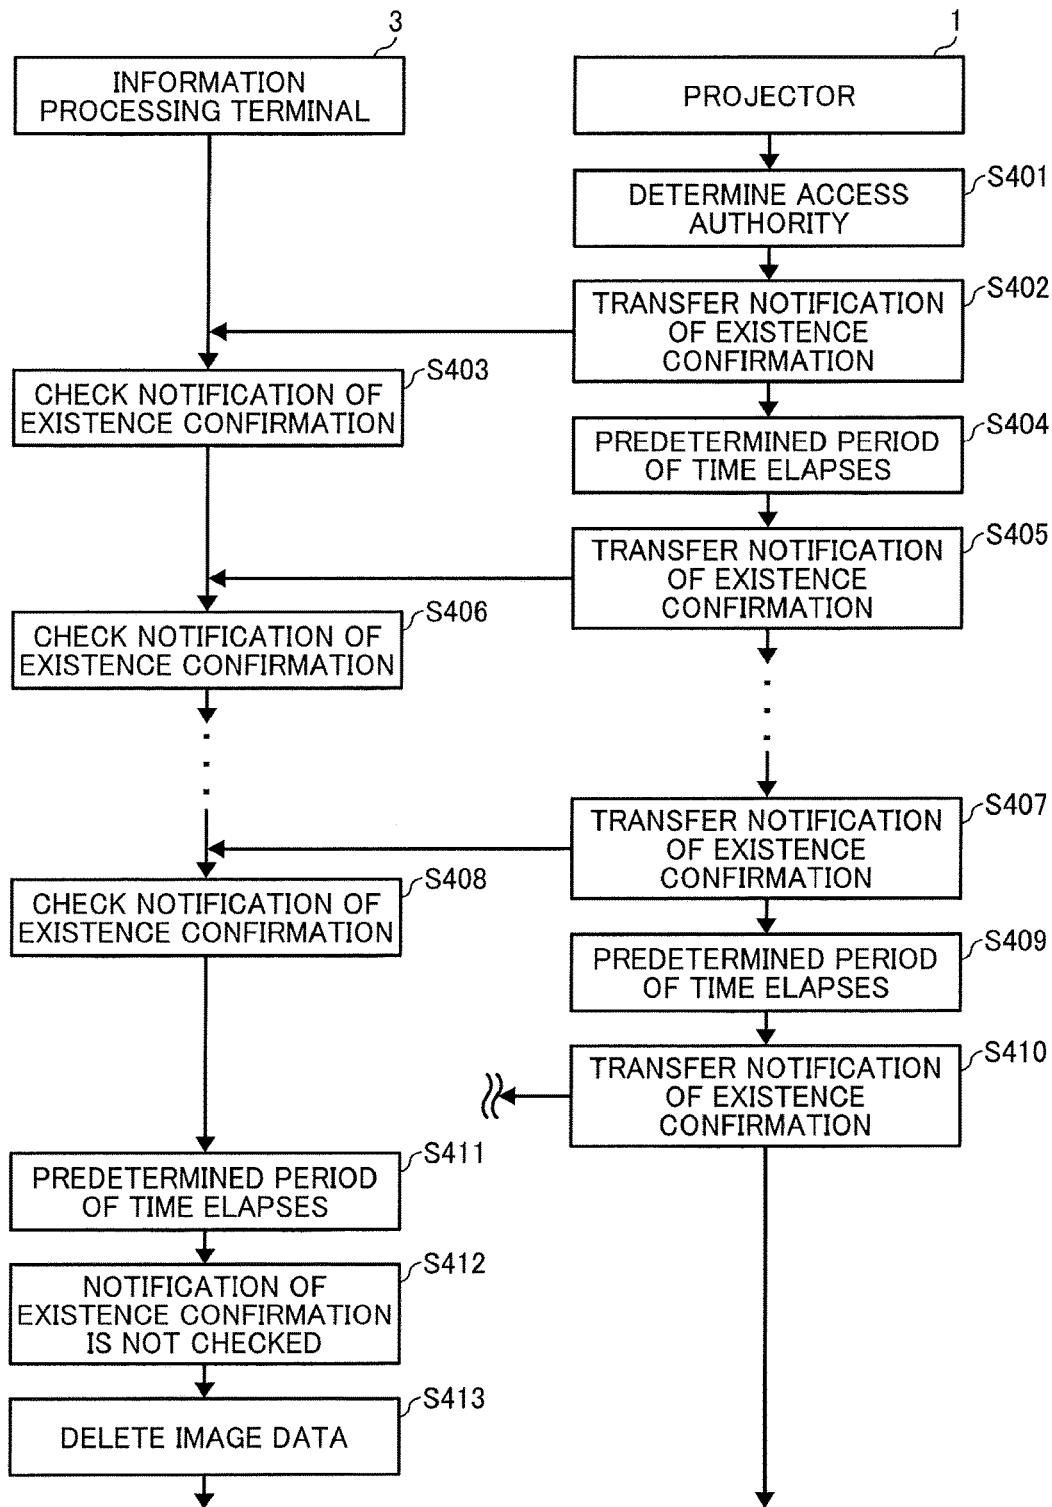 3
INFORMATION
PROCESSING TERMINAL
1
PROJECTOR
S401
DETERMINE ACCESS
AUTHORITY
S402
TRANSFER NOTIFICATION
OF EXISTENCE
CONFIRMATION
S403
CHECK NOTIFICATION OF
EXISTENCE CONFIRMATION
S404
PREDETERMINED PERIOD
OF TIME ELAPSES
S405
TRANSFER NOTIFICATION
OF EXISTENCE
CONFIRMATION
S406
CHECK NOTIFICATION OF
EXISTENCE CONFIRMATION
S407
TRANSFER NOTIFICATION
OF EXISTENCE
CONFIRMATION
S408
CHECK NOTIFICATION OF
EXISTENCE CONFIRMATION
S409
PREDETERMINED PERIOD
OF TIME ELAPSES
S410
TRANSFER NOTIFICATION
OF EXISTENCE
CONFIRMATION
S411
PREDETERMINED PERIOD
OF TIME ELAPSES
S412
NOTIFICATION OF
EXISTENCE CONFIRMATION
IS NOT CHECKED
S413
DELETE IMAGE DATA